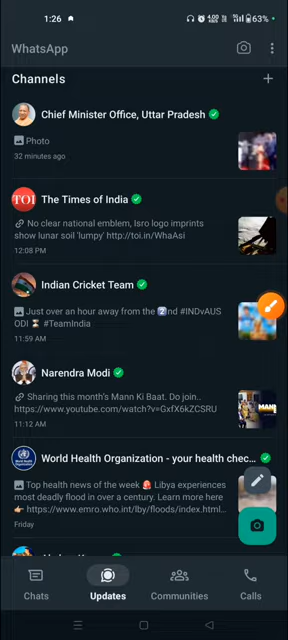 1:26
63%
WhatsApp
Channels
Chief Minister Office, Uttar Pradesh
Photo
32 minutes ago
TOI
The Times of India
No clear national emblem, Isro logo imprints
show lunar soil 'lumpy' http://toi.in/WhaAsi
12:08 PM
Indian Cricket Team
Just over an hour away from the 2️⃣nd #INDvAUS
ODI ⌛ #TeamIndia
11:59 AM
Narendra Modi
Sharing this month's Mann Ki Baat. Do join..
https://www.youtube.com/watch?v=GxfX6kZCSRU
11:12 AM
World Health Organization - your health chec...
Top health news of the week 🚨 Libya experiences
most deadly flood in over a century. Learn more here
👉🏻 https://www.emro.who.int/lby/floods/index.html...
Friday
Chats
Updates
Communities
Calls